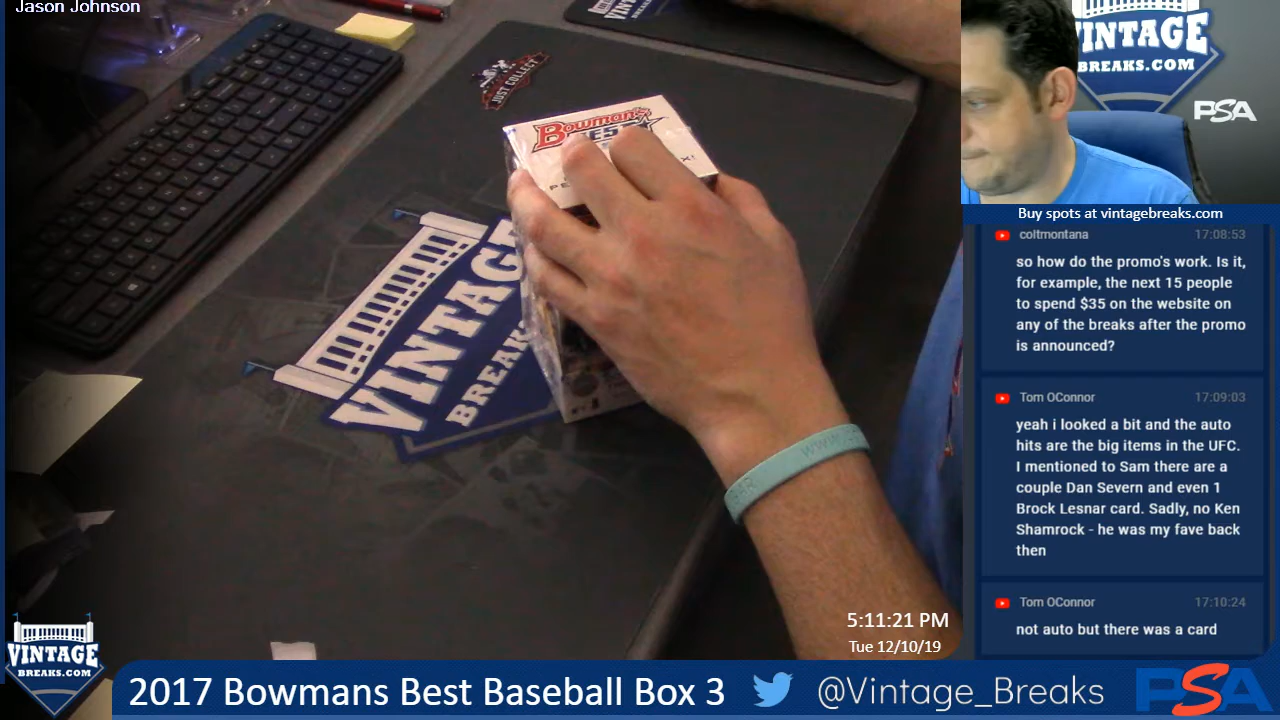 Jason Johnson
VINTAGE
JUST COLLECT
Bowman's
BEST
VINTAGE
BREAKS
VINTAGE
BREAKS.COM
PSA
Buy spots at vintagebreaks.com
coltmontana 17:08:53
so how do the promo's work. Is it,
for example, the next 15 people
to spend $35 on the website on
any of the breaks after the promo
is announced?
Tom OConnor 17:09:03
yeah i looked a bit and the auto
hits are the big items in the UFC.
I mentioned to Sam there are a
couple Dan Severn and even 1
Brock Lesnar card. Sadly, no Ken
Shamrock - he was my fave back
then
Tom OConnor 17:10:24
not auto but there was a card
5:11:21 PM
Tue 12/10/19
VINTAGE
BREAKS.COM
2017 Bowmans Best Baseball Box 3 @Vintage_Breaks PSA